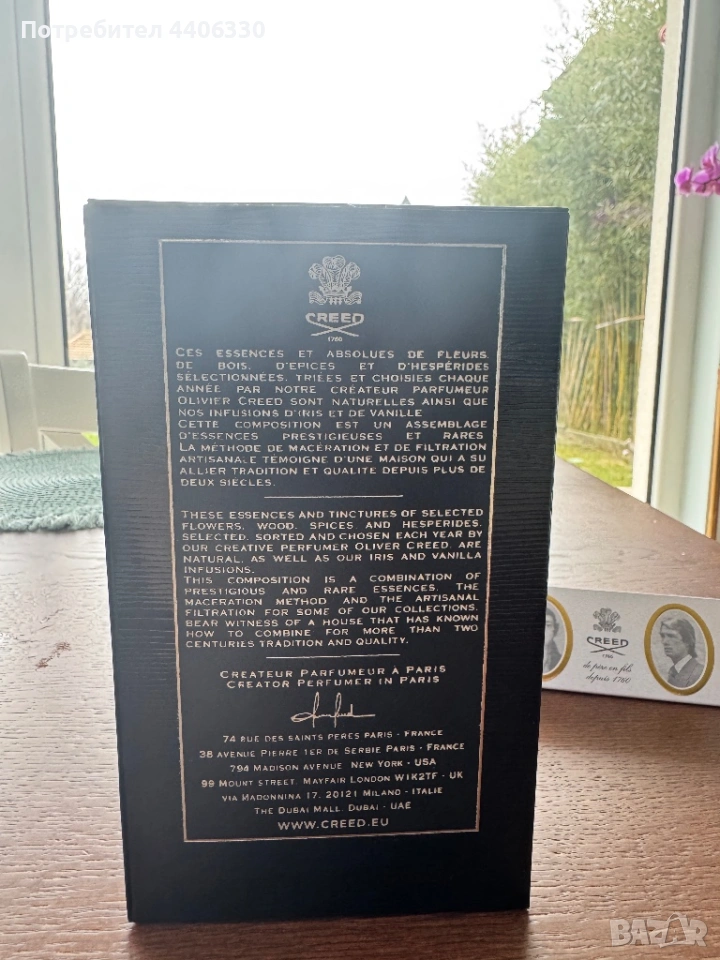 Потребител 4406330
CREED
1760
CES ESSENCES ET ABSOLUES DE FLEURS,
DE BOIS, D'ÉPICES ET D'HESPÉRIDES
SÉLECTIONNÉES, TRIÉES ET CHOISIES CHAQUE
ANNÉE PAR NOTRE CRÉATEUR PARFUMEUR
OLIVIER CREED SONT NATURELLES AINSI QUE
NOS INFUSIONS D'IRIS ET DE VANILLE
CETTE COMPOSITION EST UN ASSEMBLAGE
D'ESSENCES PRESTIGIEUSES ET RARES
LA MÉTHODE DE MACÉRATION ET DE FILTRATION
ARTISANALE TÉMOIGNE D'UNE MAISON QUI A SU
ALLIER TRADITION ET QUALITÉ DEPUIS PLUS DE
DEUX SIÈCLES.
THESE ESSENCES AND TINCTURES OF SELECTED
FLOWERS, WOOD, SPICES AND HESPERIDES,
SELECTED, SORTED AND CHOSEN EACH YEAR BY
OUR CREATIVE PERFUMER OLIVER CREED, ARE
NATURAL, AS WELL AS OUR IRIS AND VANILLA
INFUSIONS.
THIS COMPOSITION IS A COMBINATION OF
PRESTIGIOUS AND RARE ESSENCES, THE
MACERATION METHOD AND THE ARTISANAL
FILTRATION FOR SOME OF OUR COLLECTIONS,
BEAR WITNESS OF A HOUSE THAT HAS KNOWN
HOW TO COMBINE FOR MORE THAN TWO
CENTURIES TRADITION AND QUALITY.
CRÉATEUR PARFUMEUR À PARIS
CREATOR PERFUMER IN PARIS
74 RUE DES SAINTS PÈRES PARIS - FRANCE
38 AVENUE PIERRE 1ER DE SERBIE PARIS - FRANCE
794 MADISON AVENUE NEW YORK - USA
99 MOUNT STREET, MAYFAIR LONDON W1K2TF - UK
VIA MADONNINA 17, 20121 MILANO - ITALIE
THE DUBAI MALL, DUBAI - UAE
WWW.CREED.EU
CREED
1760
de père en fils
depuis 1760
BAZAR